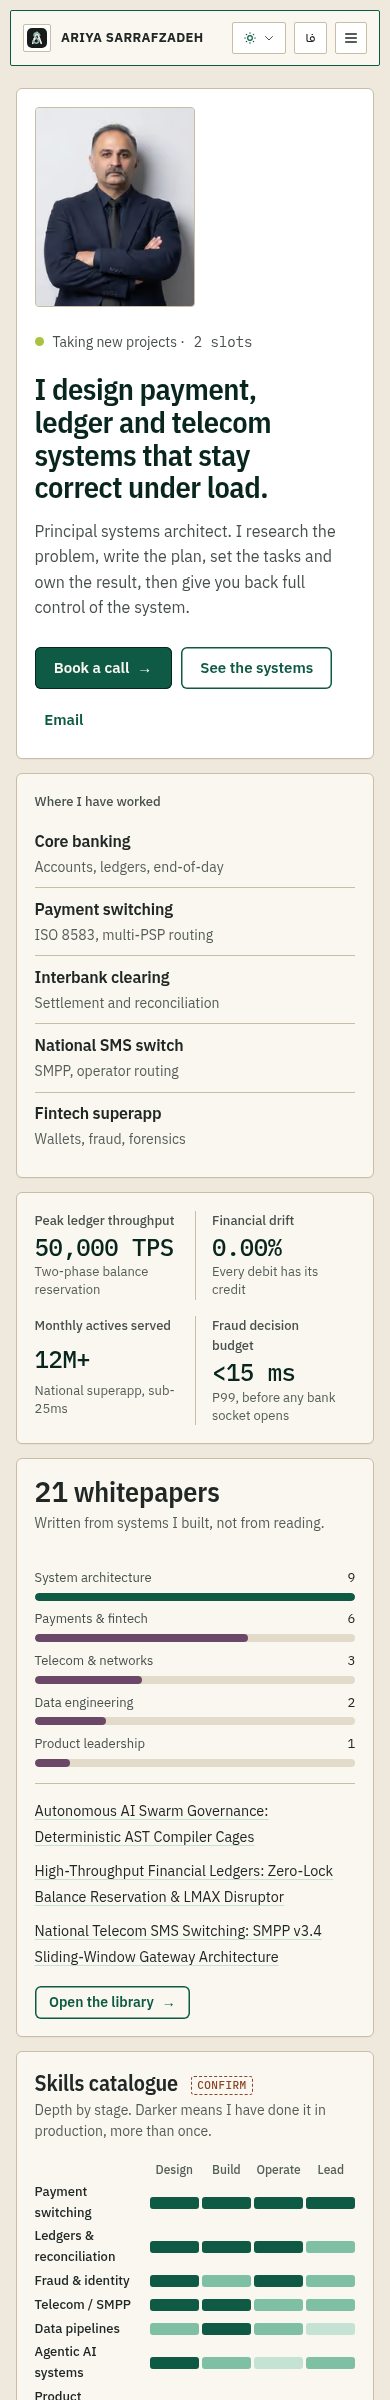 ARIYA SARRAFZADEH
فا
Taking new projects · 2 slots
I design payment,
ledger and telecom
systems that stay
correct under load.
Principal systems architect. I research the
problem, write the plan, set the tasks and
own the result, then give you back full
control of the system.
Book a call →
See the systems
Email
Where I have worked
Core banking
Accounts, ledgers, end-of-day
Payment switching
ISO 8583, multi-PSP routing
Interbank clearing
Settlement and reconciliation
National SMS switch
SMPP, operator routing
Fintech superapp
Wallets, fraud, forensics
Peak ledger throughput
50,000 TPS
Two-phase balance
reservation
Financial drift
0.00%
Every debit has its
credit
Monthly actives served
12M+
National superapp, sub-
25ms
Fraud decision
budget
<15 ms
P99, before any bank
socket opens
21 whitepapers
Written from systems I built, not from reading.
System architecture 9
Payments & fintech 6
Telecom & networks 3
Data engineering 2
Product leadership 1
Autonomous AI Swarm Governance:
Deterministic AST Compiler Cages
High-Throughput Financial Ledgers: Zero-Lock
Balance Reservation & LMAX Disruptor
National Telecom SMS Switching: SMPP v3.4
Sliding-Window Gateway Architecture
Open the library →
Skills catalogue CONFIRM
Depth by stage. Darker means I have done it in
production, more than once.
Design Build Operate Lead
Payment
switching
Ledgers &
reconciliation
Fraud & identity
Telecom / SMPP
Data pipelines
Agentic AI
systems
Product